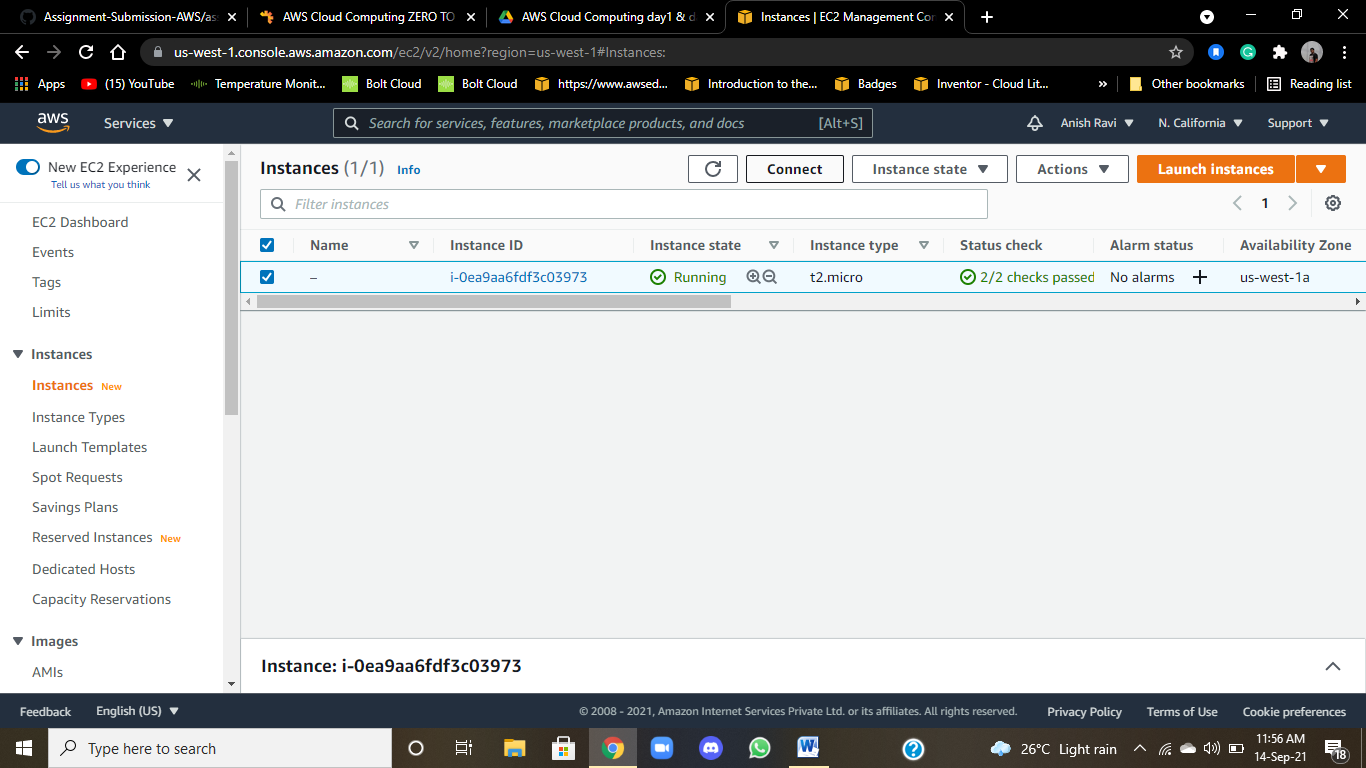 Assignment-Submission-AWS/as
AWS Cloud Computing ZERO TO
AWS Cloud Computing day1 & d
Instances | EC2 Management Con
us-west-1.console.aws.amazon.com/ec2/v2/home?region=us-west-1#Instances:
Apps
(15) YouTube
Temperature Monit...
Bolt Cloud
Bolt Cloud
https://www.awsed...
Introduction to the...
Badges
Inventor - Cloud Lit...
»
Other bookmarks
Reading list
aws
Services
Search for services, features, marketplace products, and docs
[Alt+S]
Anish Ravi
N. California
Support
New EC2 Experience
Tell us what you think
EC2 Dashboard
Events
Tags
Limits
Instances
Instances New
Instance Types
Launch Templates
Spot Requests
Savings Plans
Reserved Instances New
Dedicated Hosts
Capacity Reservations
Images
AMIs
Instances (1/1) Info
Connect
Instance state
Actions
Launch instances
Filter instances
1
Name
Instance ID
Instance state
Instance type
Status check
Alarm status
Availability Zone
–
i-0ea9aa6fdf3c03973
Running
t2.micro
2/2 checks passed
No alarms
us-west-1a
Instance: i-0ea9aa6fdf3c03973
Feedback
English (US)
© 2008 - 2021, Amazon Internet Services Private Ltd. or its affiliates. All rights reserved.
Privacy Policy
Terms of Use
Cookie preferences
Type here to search
26°C Light rain
11:56 AM
14-Sep-21
18